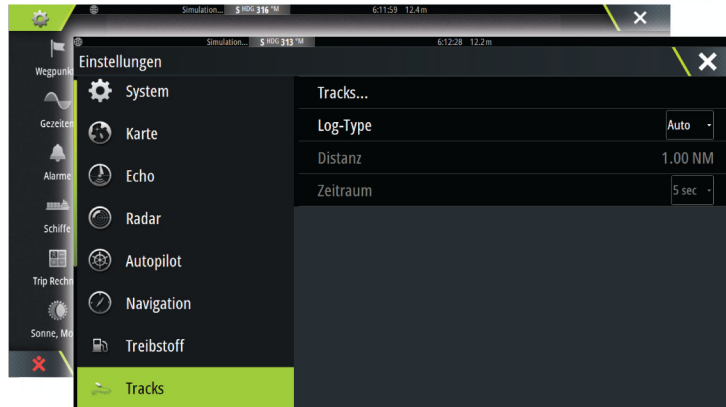 Simulation... S HDG 316 °M 6:11:59 12.4 m
Wegpunk
Gezeiten
Alarme
Schiffe
Trip Rechn
Sonne, Mo
Simulation... S HDG 313 °M 6:12:28 12.2 m
Einstellungen
System
Karte
Echo
Radar
Autopilot
Navigation
Treibstoff
Tracks
Tracks...
Log-Type Auto
Distanz 1.00 NM
Zeitraum 5 sec